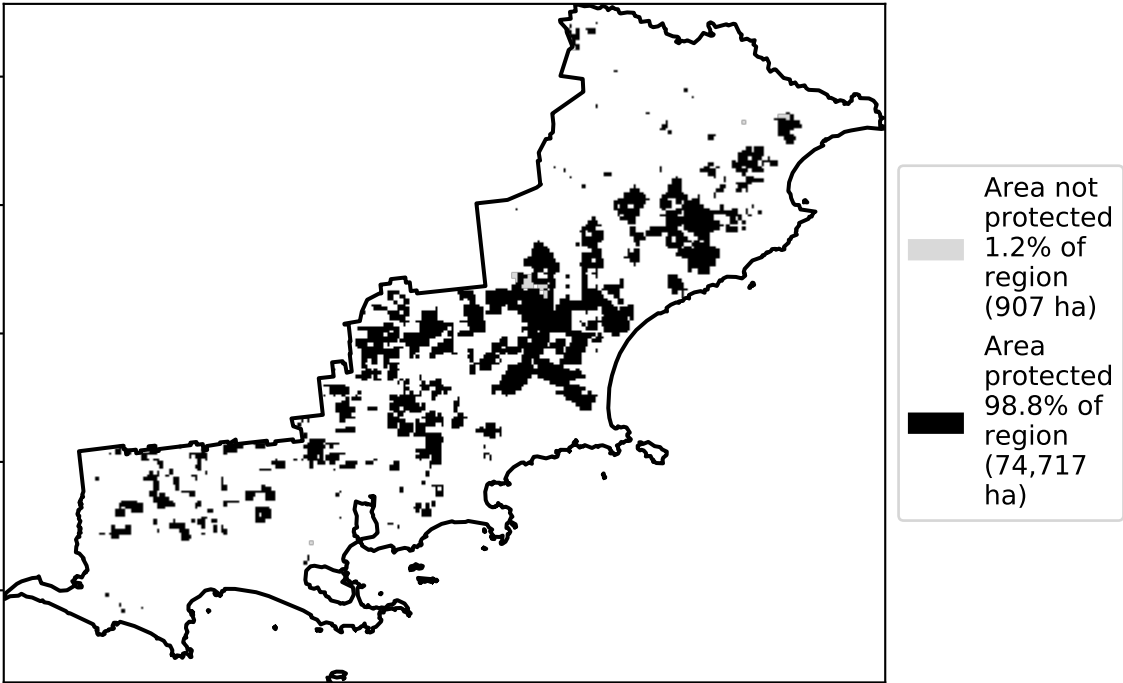 Area not
protected
1.2% of
region
(907 ha)
Area
protected
98.8% of
region
(74,717
ha)